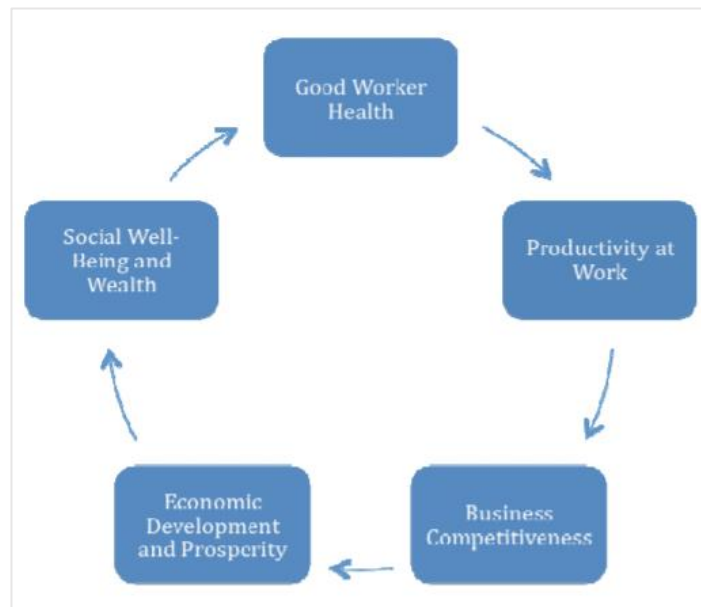 Good Worker
Health
Productivity at
Work
Business
Competitiveness
Economic
Development
and Prosperity
Social Well-
Being and
Wealth